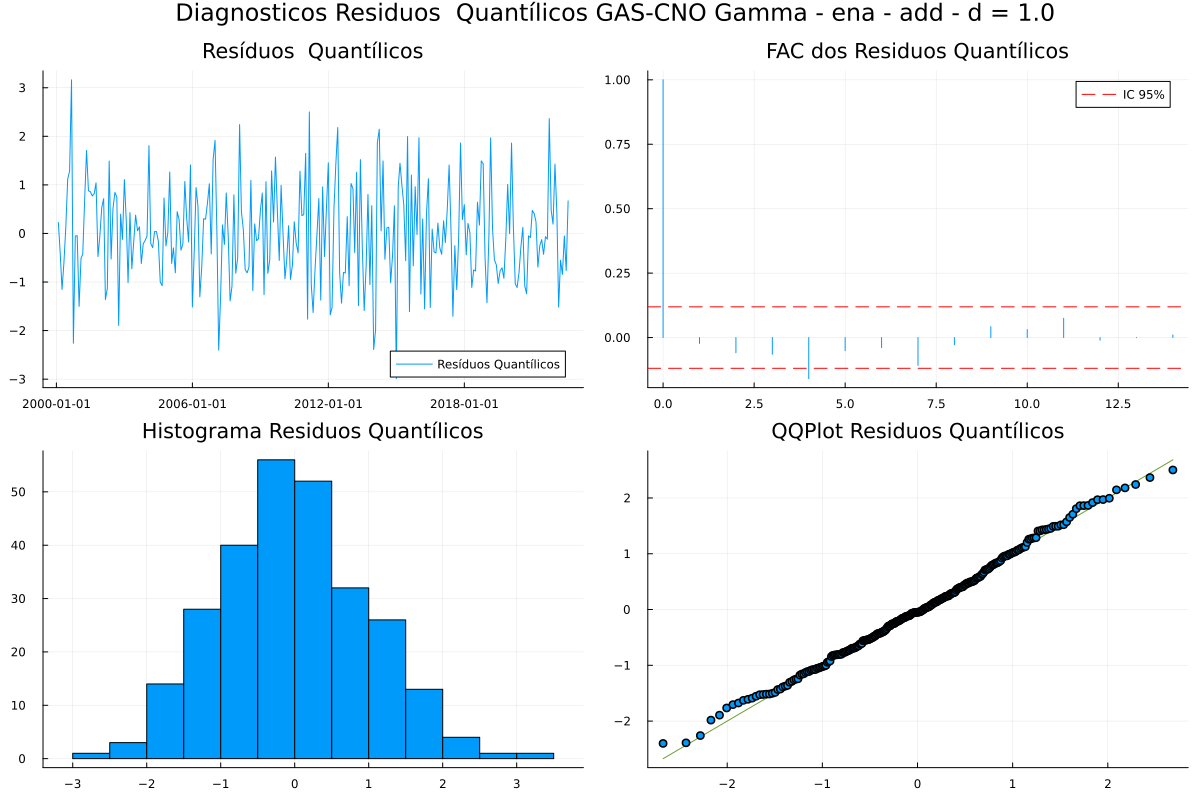 Diagnosticos Residuos  Quantílicos GAS-CNO Gamma - ena - add - d = 1.0
Resíduos  Quantílicos
3
2
1
0
−1
−2
−3
Resíduos Quantílicos
2000-01-01 2006-01-01 2012-01-01 2018-01-01
FAC dos Residuos Quantílicos
1.00
0.75
0.50
0.25
0.00
IC 95%
0.0 2.5 5.0 7.5 10.0 12.5
Histograma Residuos Quantílicos
50
40
30
20
10
0
−3 −2 −1 0 1 2 3
QQPlot Residuos Quantílicos
2
1
0
−1
−2
−2 −1 0 1 2